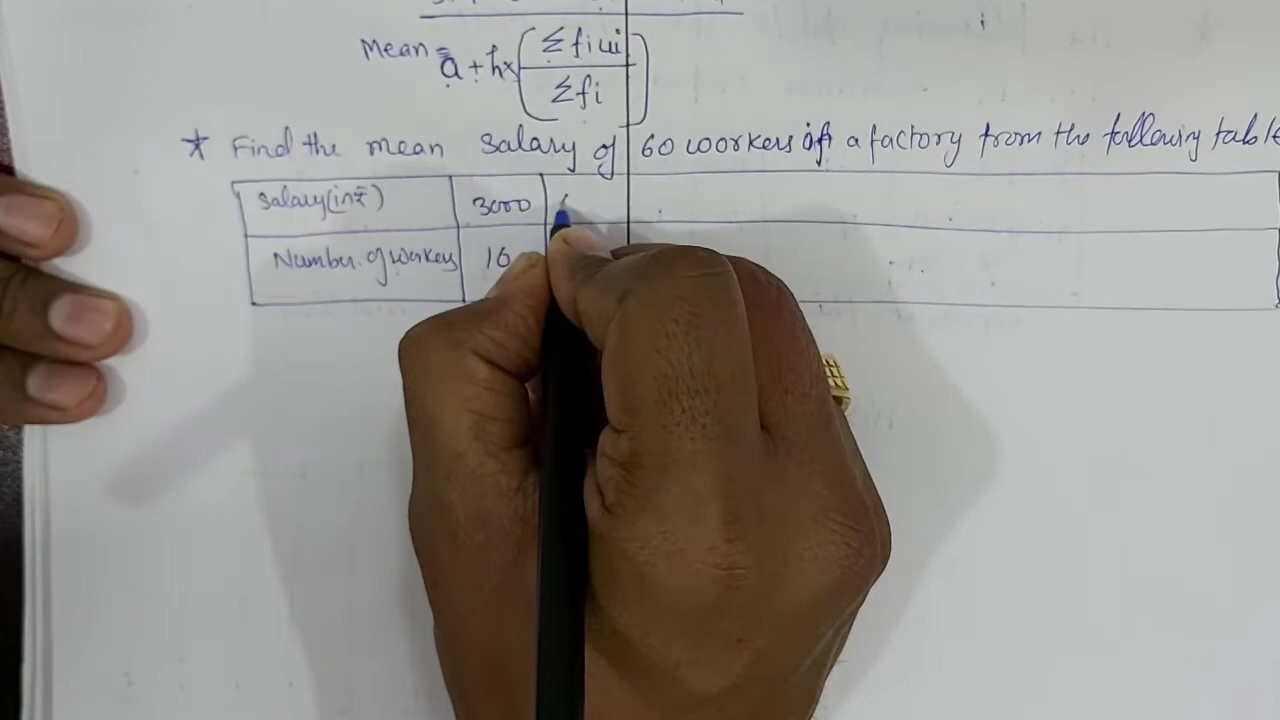 Mean = a + h × ( Σfiui / Σfi )
* Find the mean salary of 60 workers of a factory from the following table
Salary (in ₹) 3000
Number of workers 16